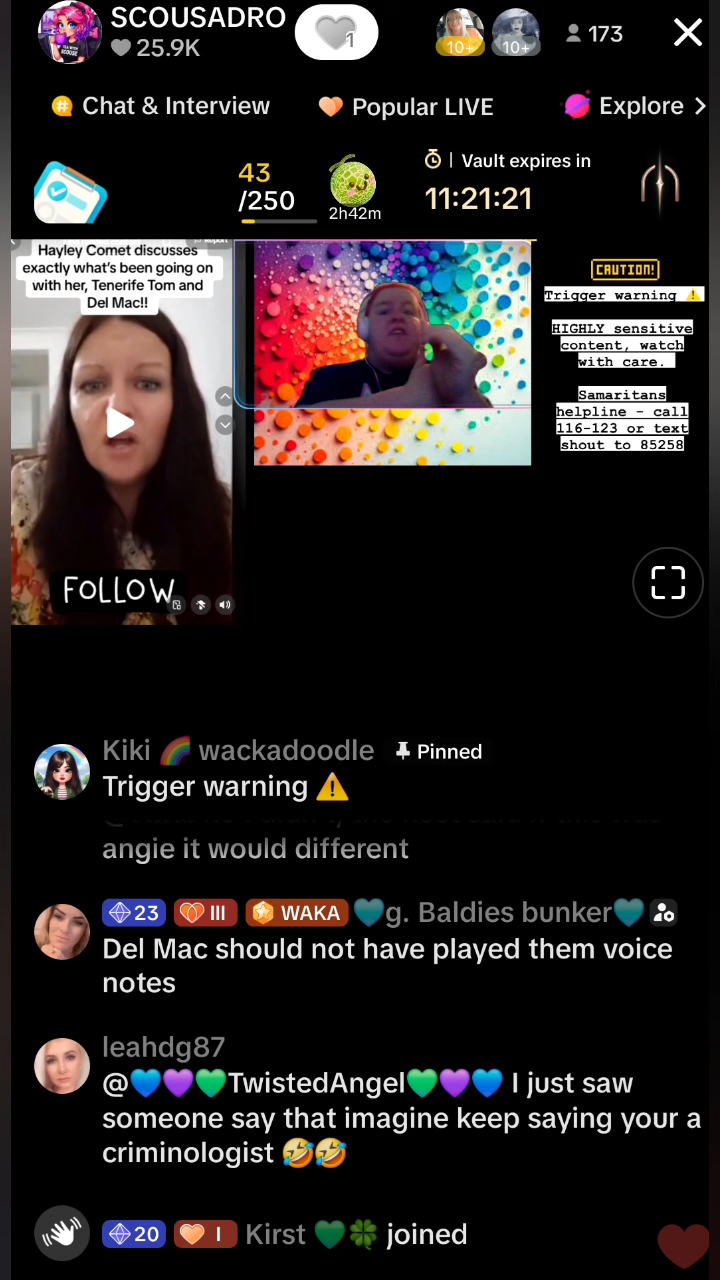 SCOUSADRO
25.9K
1
10+
10+
173
Chat & Interview
Popular LIVE
Explore >
43
/250
2h42m
Vault expires in
11:21:21
Report
Hayley Comet discusses
exactly what's been going on
with her, Tenerife Tom and
Del Mac!!
FOLLOW
CAUTION!
Trigger warning ⚠️
HIGHLY sensitive
content, watch
with care.
Samaritans
helpline - call
116-123 or text
shout to 85258
Kiki 🌈 wackadoodle Pinned
Trigger warning ⚠️
angie it would different
23 III WAKA 🩵g. Baldies bunker🩵
Del Mac should not have played them voice
notes
leahdg87
@💙💜💚TwistedAngel💚💜💙 I just saw
someone say that imagine keep saying your a
criminologist 🤣🤣
20 I Kirst 💚🍀 joined